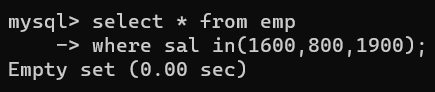 mysql> select * from emp
    -> where sal in(1600,800,1900);
Empty set (0.00 sec)